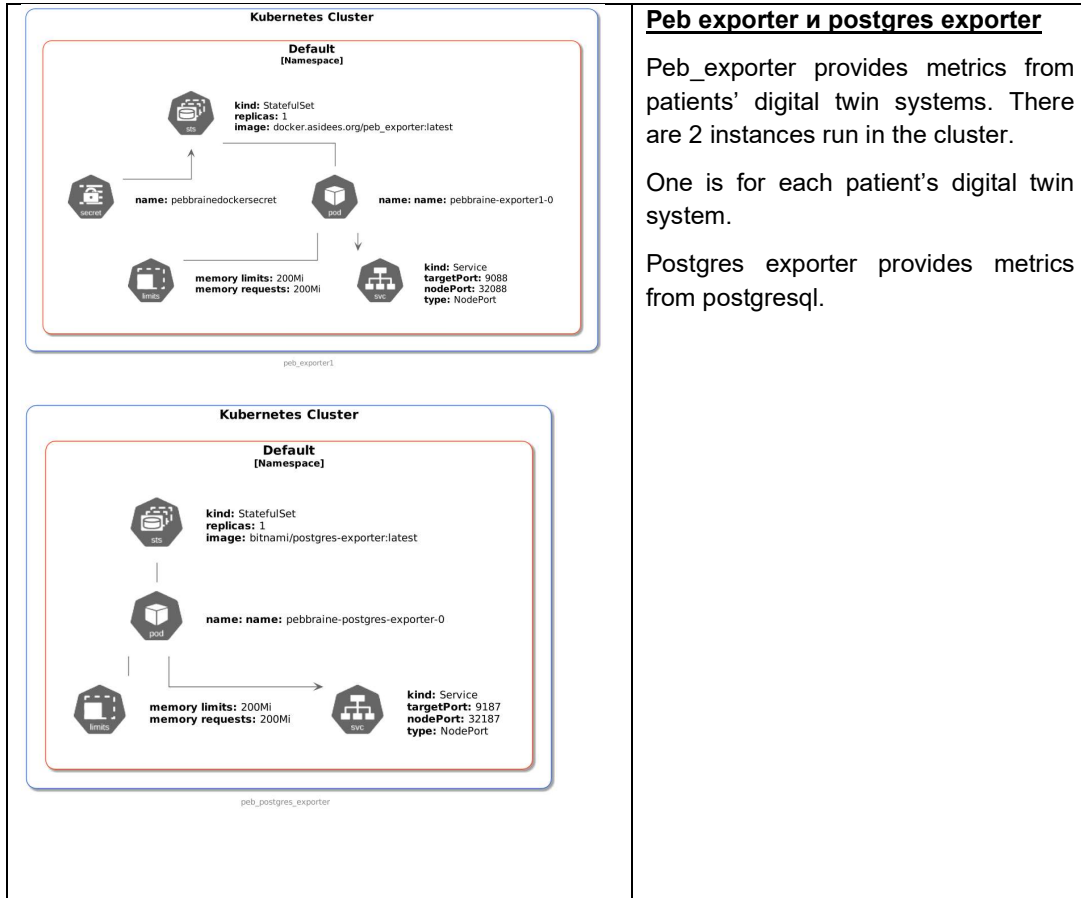 Kubernetes Cluster
Default
[Namespace]
sts
kind: StatefulSet
replicas: 1
image: docker.asidees.org/peb_exporter:latest
secret
name: pebbrainedockersecret
pod
name: name: pebbraine-exporter1-0
limits
memory limits: 200Mi
memory requests: 200Mi
svc
kind: Service
targetPort: 9088
nodePort: 32088
type: NodePort
peb_exporter1
Kubernetes Cluster
Default
[Namespace]
sts
kind: StatefulSet
replicas: 1
image: bitnami/postgres-exporter:latest
pod
name: name: pebbraine-postgres-exporter-0
limits
memory limits: 200Mi
memory requests: 200Mi
svc
kind: Service
targetPort: 9187
nodePort: 32187
type: NodePort
peb_postgres_exporter
Peb exporter и postgres exporter
Peb_exporter provides metrics from
patients’ digital twin systems. There
are 2 instances run in the cluster.
One is for each patient’s digital twin
system.
Postgres exporter provides metrics
from postgresql.